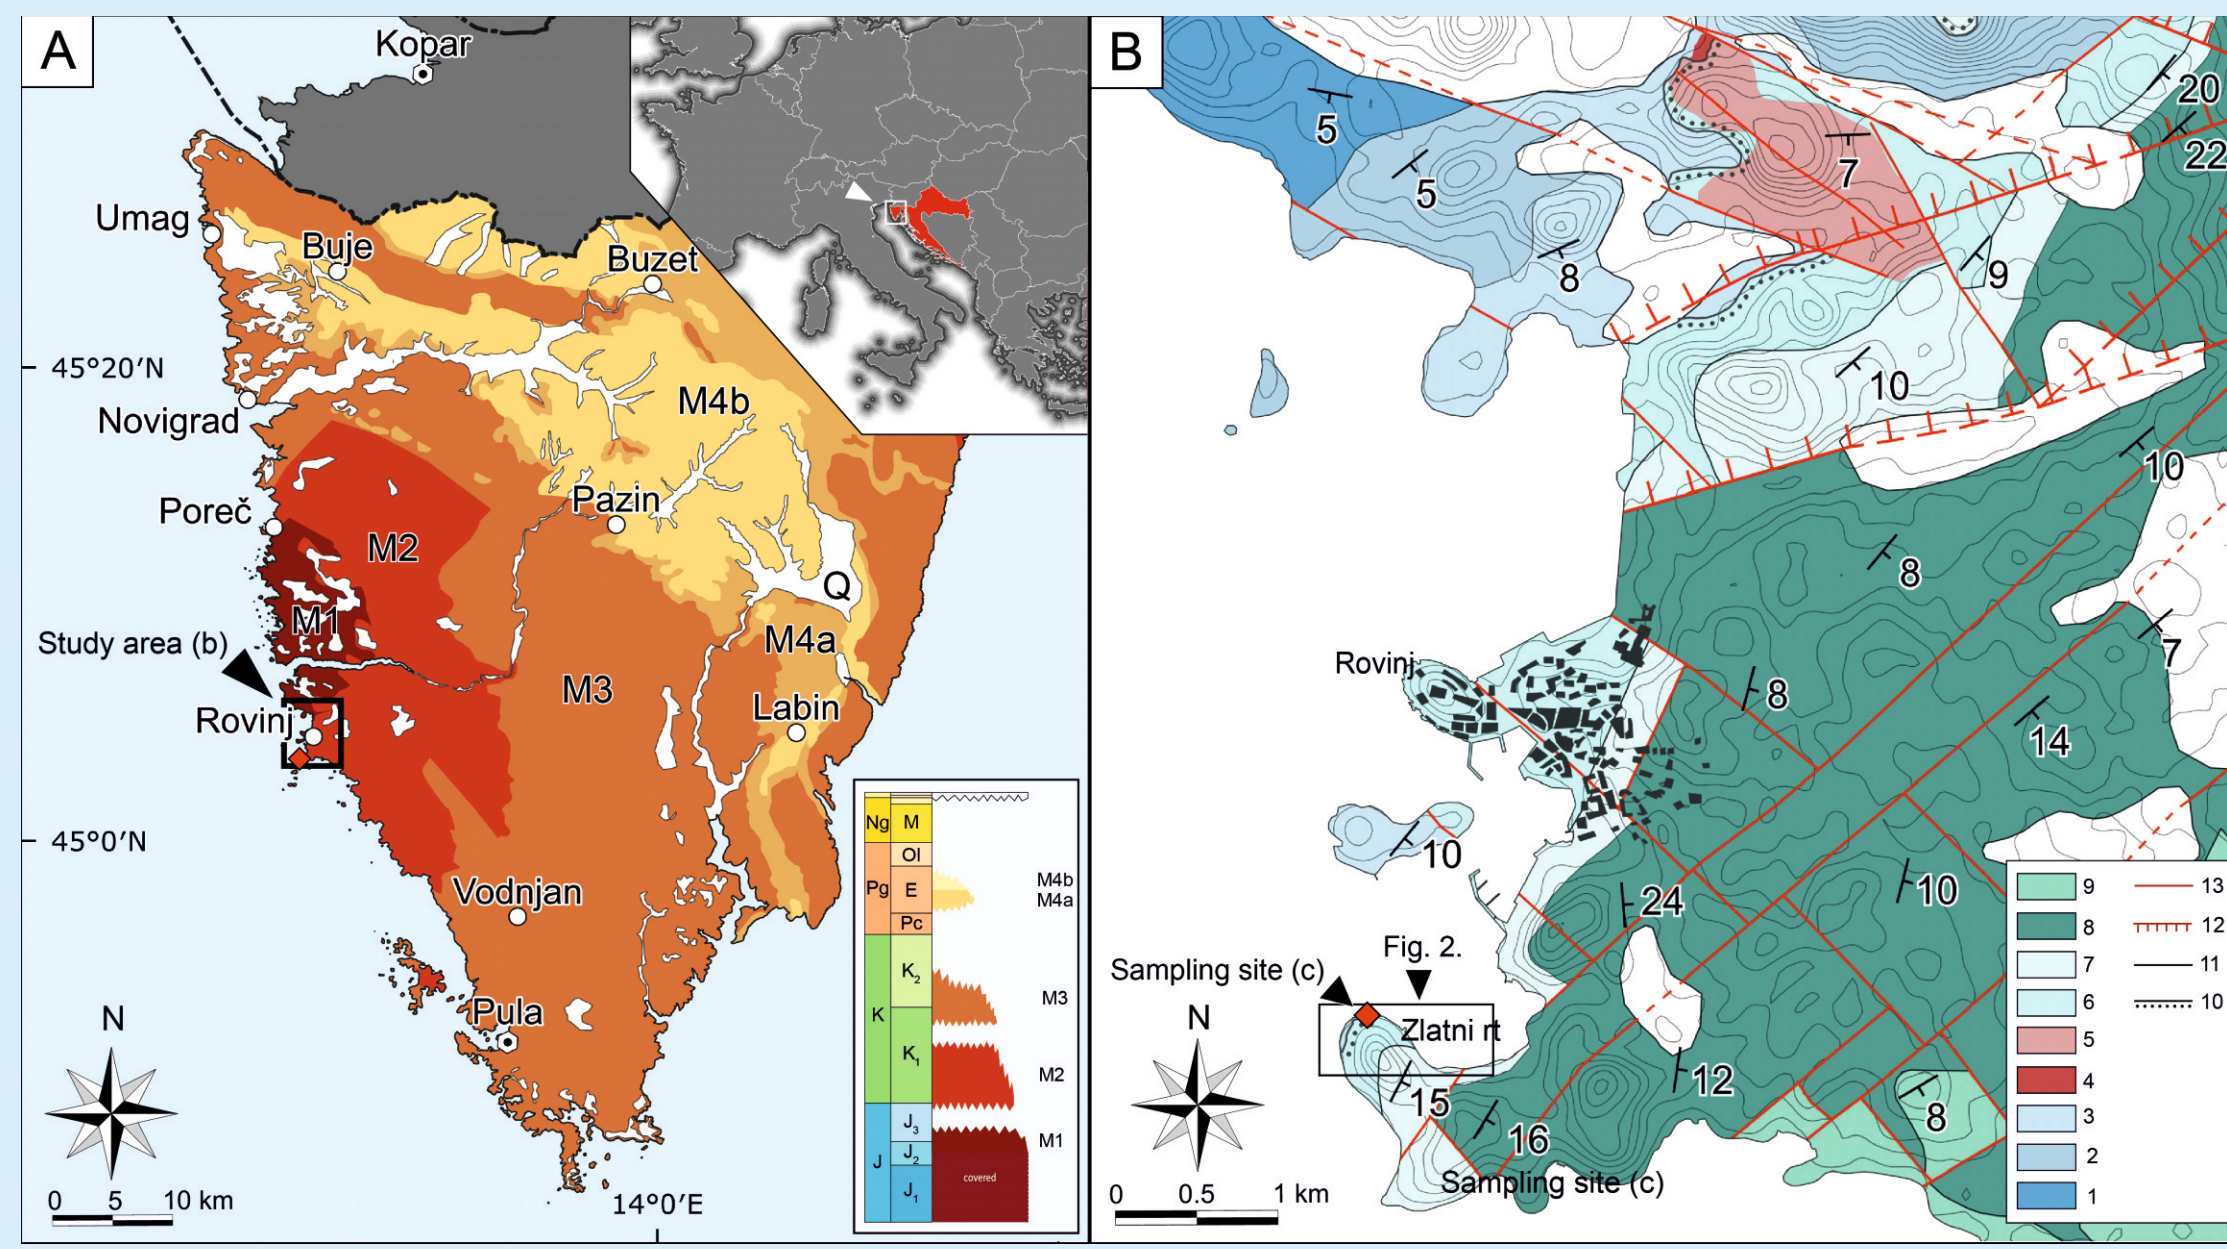 A
Kopar
Umag
Buje
Buzet
45°20′N
Novigrad
M4b
Poreč
Pazin
M2
Q
M1
Study area (b)
M4a
M3
Rovinj
Labin
45°0′N
Vodnjan
Pula
N
0 5 10 km
14°0′E
Ng M
Ol
Pg E
Pc
M4b
M4a
K K2
M3
K1
M2
J J3
M1
J2
J1
covered
B
5
5
8
7
20
22
9
10
10
8
7
Rovinj
8
14
10
24
10
Fig. 2.
Sampling site (c)
Zlatni rt
15
12
16
8
Sampling site (c)
N
0 0.5 1 km
9 13
8 12
7 11
6 10
5
4
3
2
1